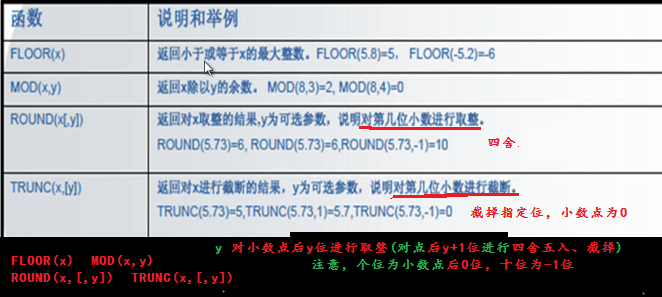 函数 说明和举例
FLOOR(x) 返回小于或等于x的最大整数。FLOOR(5.8)=5, FLOOR(-5.2)=-6
MOD(x,y) 返回x除以y的余数。 MOD(8,3)=2, MOD(8,4)=0
ROUND(x[,y]) 返回对x取整的结果,y为可选参数，说明对第几位小数进行取整。
ROUND(5.73)=6, ROUND(5.73)=6,ROUND(5.73,-1)=10
四舍.
TRUNC(x,[y]) 返回对x进行截断的结果，y为可选参数，说明对第几位小数进行截断。
TRUNC(5.73)=5,TRUNC(5.73,1)=5.7,TRUNC(5.73,-1)=0
截掉指定位，小数点为0
y 对小数点后y位进行取整(对点后y+1位进行四舍五入、截掉)
注意，个位为小数点后0位，十位为-1位
FLOOR(x) MOD(x,y)
ROUND(x,[,y]) TRUNC(x,[,y])